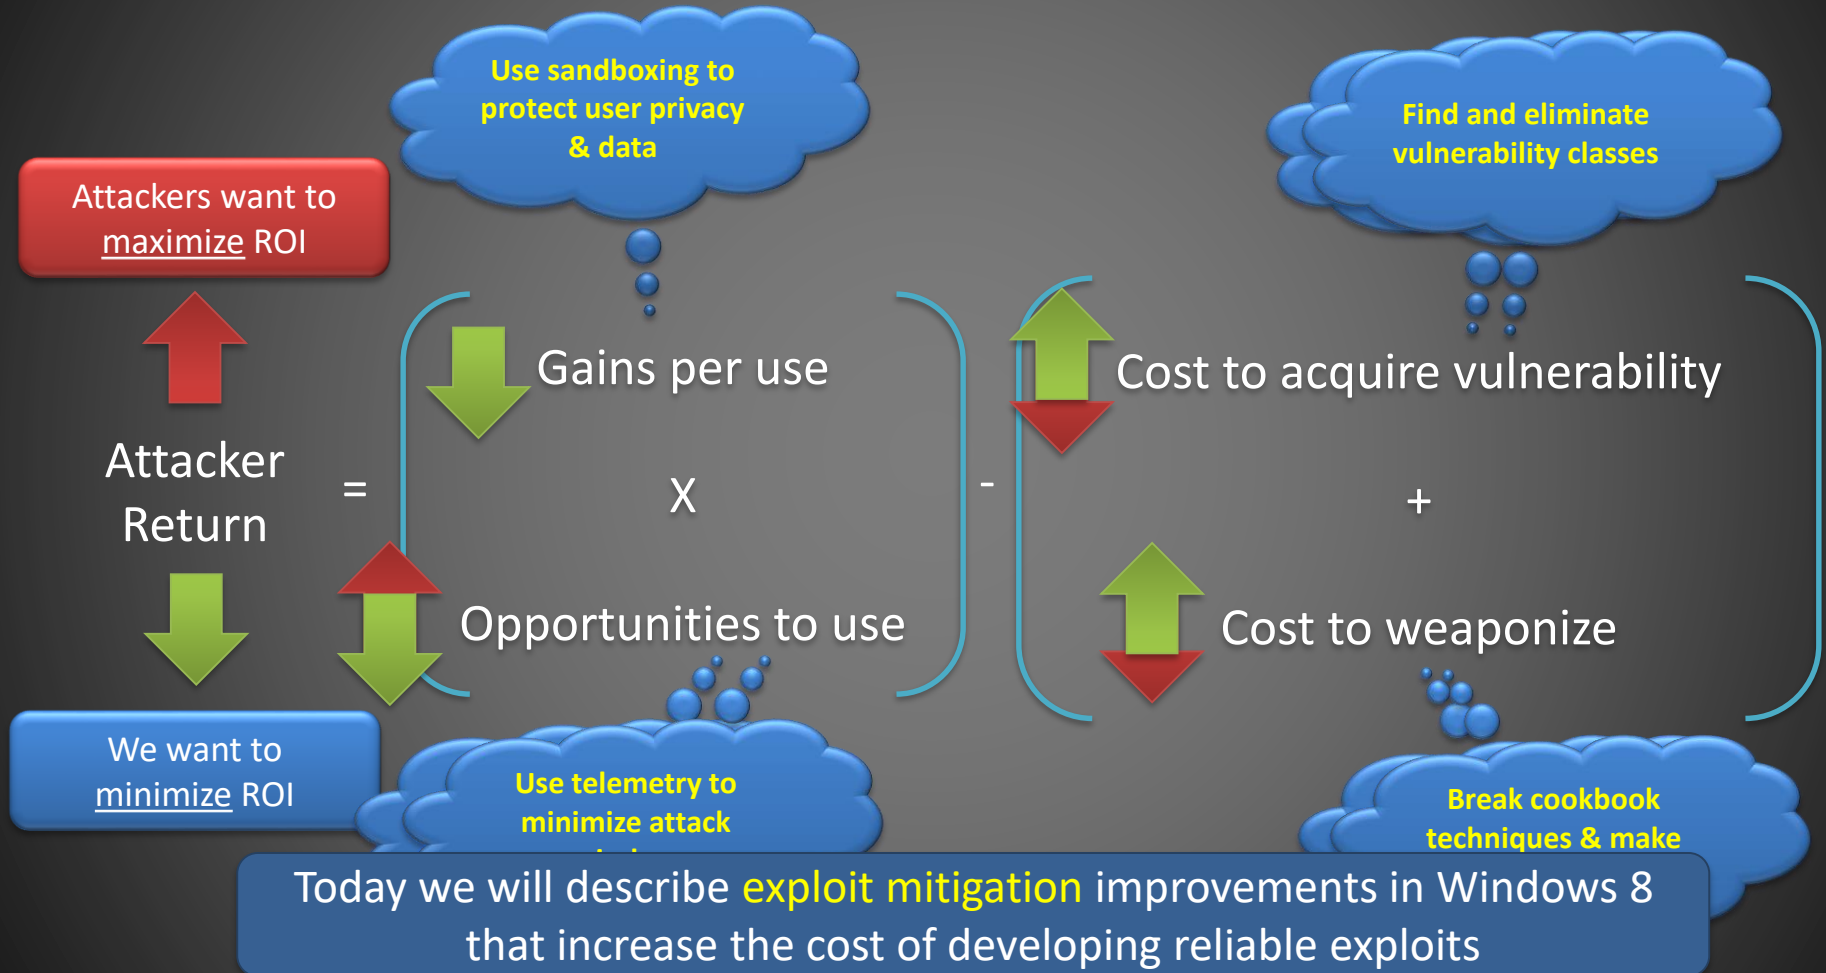 Use sandboxing to
protect user privacy
& data
Find and eliminate
vulnerability classes
Attackers want to
maximize ROI
Gains per use
Cost to acquire vulnerability
Attacker
Return
=
X
-
+
Opportunities to use
Cost to weaponize
We want to
minimize ROI
Use telemetry to
minimize attack
Break cookbook
techniques & make
Today we will describe exploit mitigation improvements in Windows 8
that increase the cost of developing reliable exploits